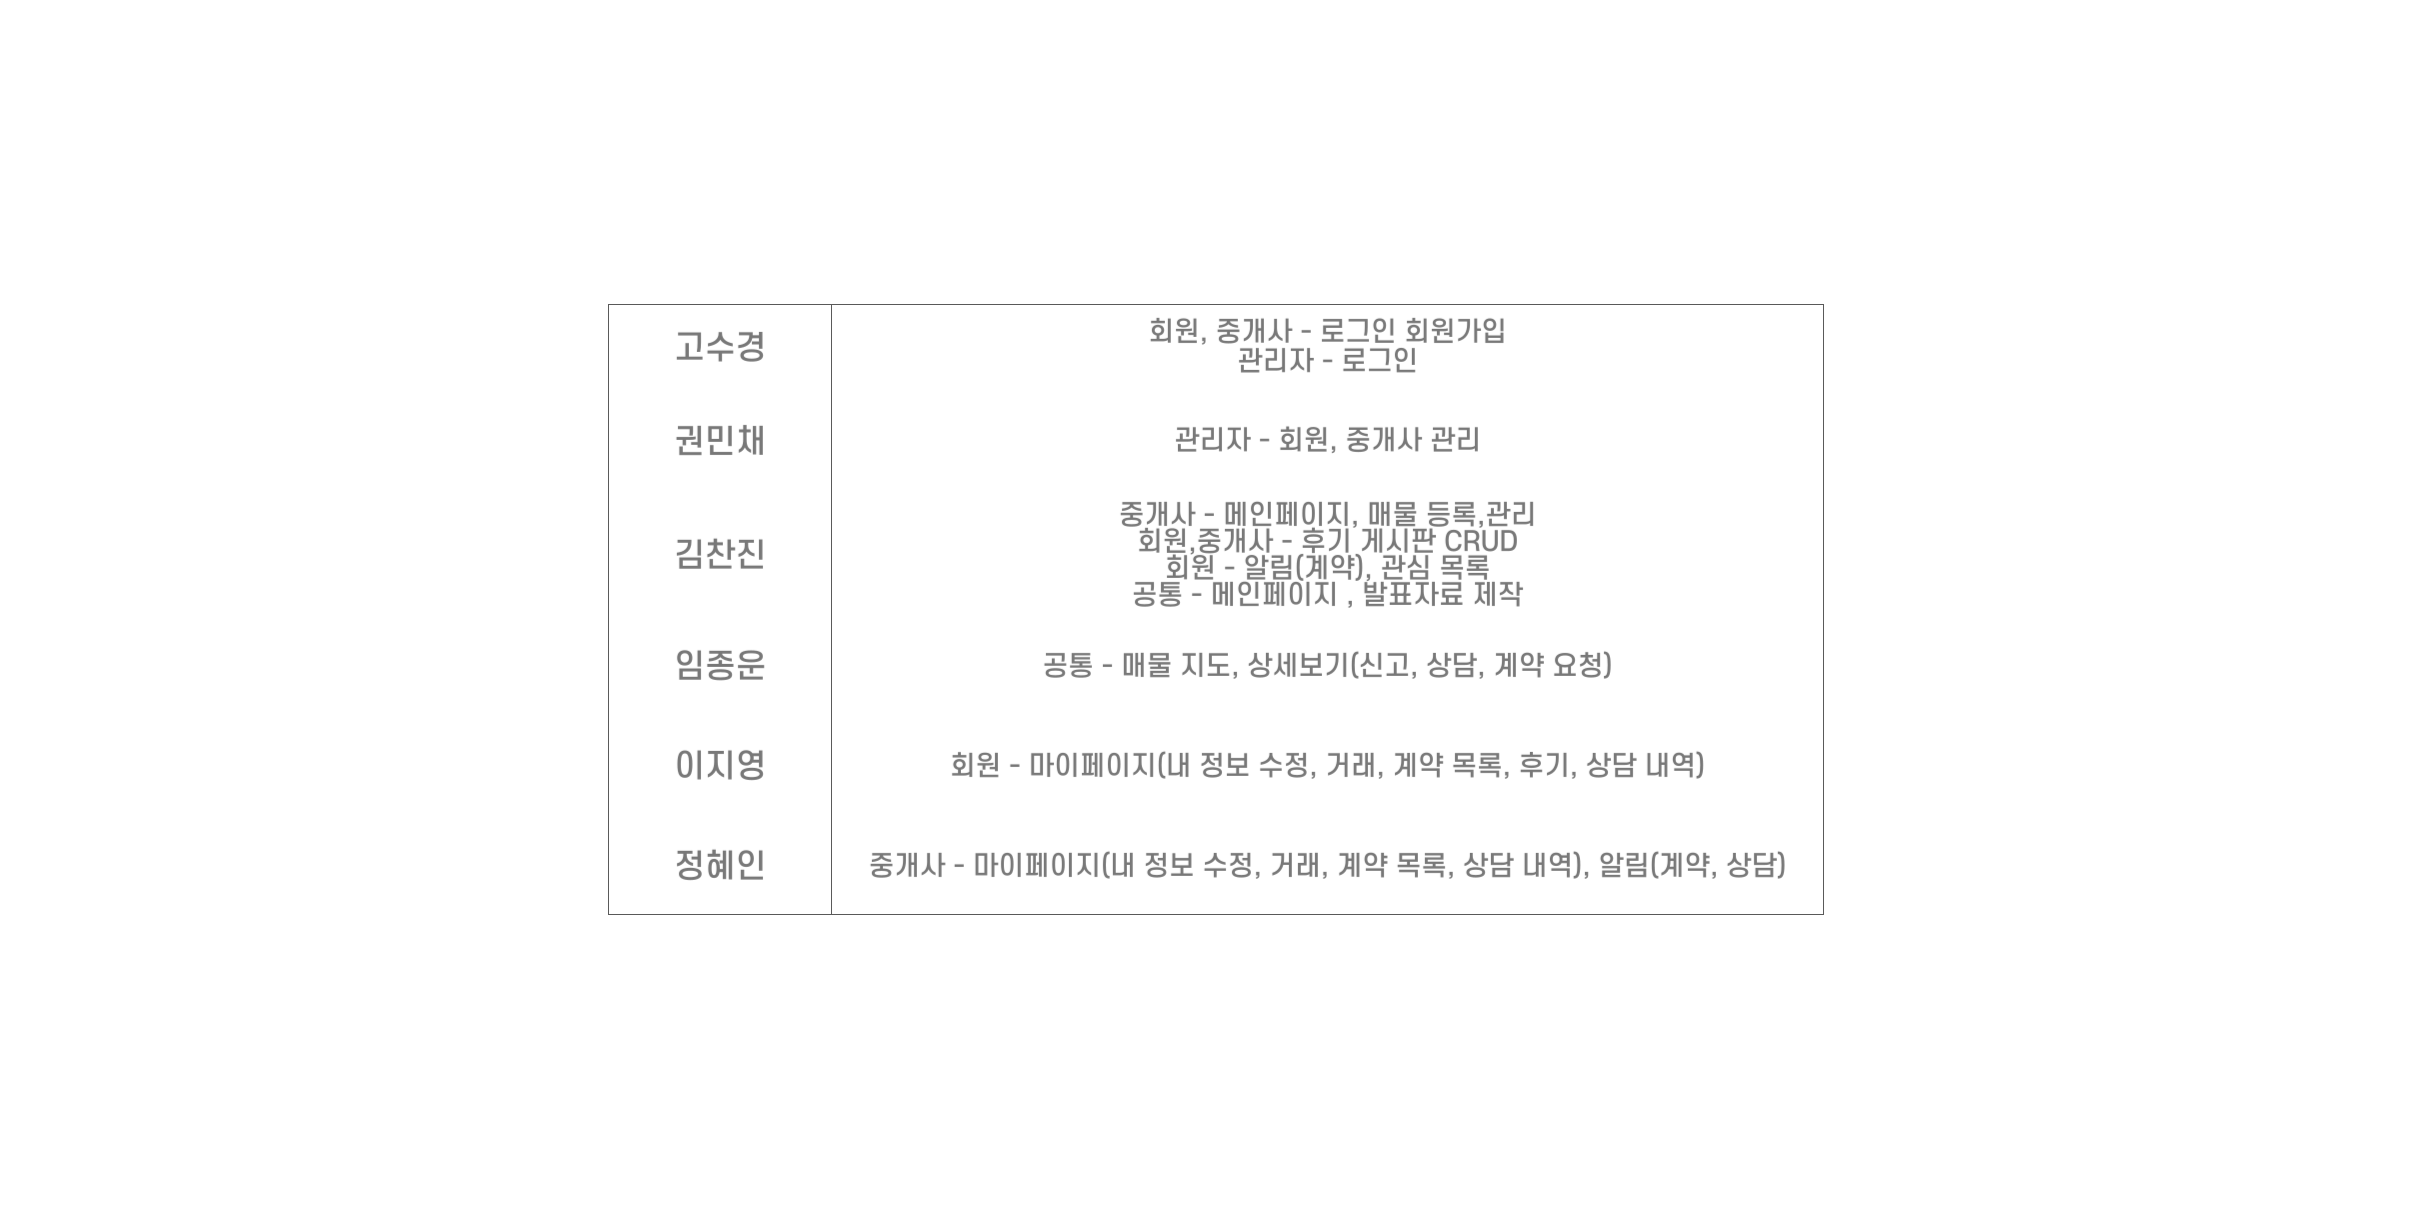 고수경
회원, 중개사 - 로그인 회원가입
관리자 - 로그인
권민채
관리자 - 회원, 중개사 관리
김찬진
중개사 - 메인페이지, 매물 등록,관리
회원,중개사 - 후기 게시판 CRUD
회원 - 알림(계약), 관심 목록
공통 - 메인페이지 , 발표자료 제작
임종운
공통 - 매물 지도, 상세보기(신고, 상담, 계약 요청)
이지영
회원 - 마이페이지(내 정보 수정, 거래, 계약 목록, 후기, 상담 내역)
정혜인
중개사 - 마이페이지(내 정보 수정, 거래, 계약 목록, 상담 내역), 알림(계약, 상담)